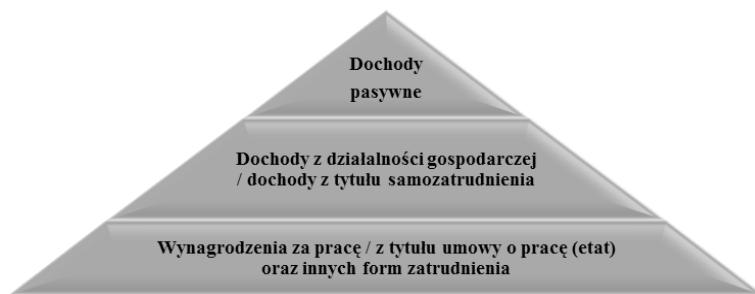 Dochody
pasywne
Dochody z działalności gospodarczej
/ dochody z tytułu samozatrudnienia
Wynagrodzenia za pracę / z tytułu umowy o pracę (etat)
oraz innych form zatrudnienia